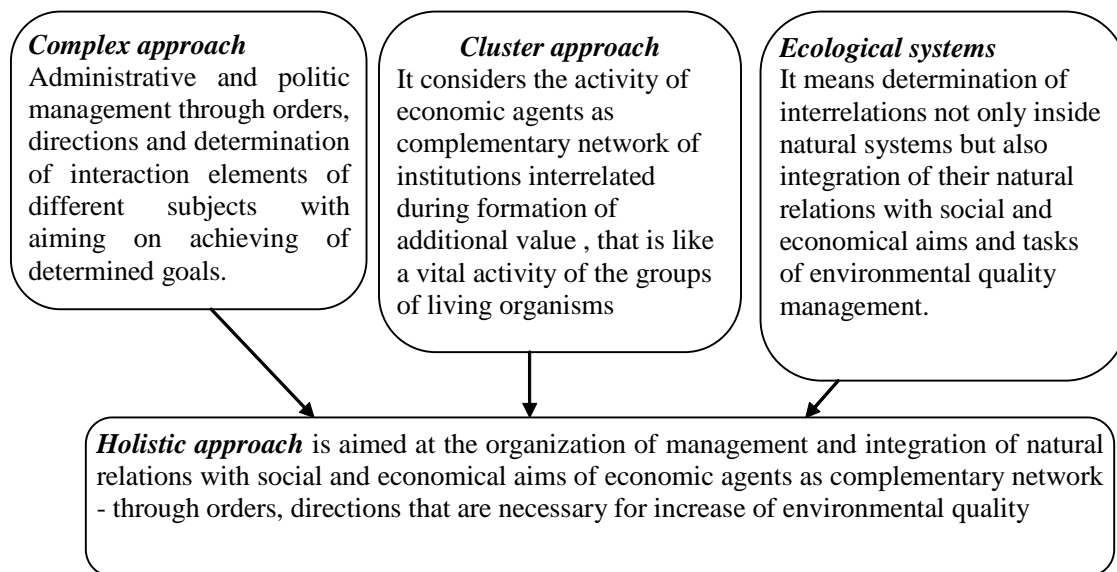 Complex approach
Administrative and politic
management through orders,
directions and determination
of interaction elements of
different subjects with
aiming on achieving of
determined goals.
Cluster approach
It considers the activity of
economic agents as
complementary network of
institutions interrelated
during formation of
additional value , that is like
a vital activity of the groups
of living organisms
Ecological systems
It means determination of
interrelations not only inside
natural systems but also
integration of their natural
relations with social and
economical aims and tasks
of environmental quality
management.
Holistic approach is aimed at the organization of management and integration of natural
relations with social and economical aims of economic agents as complementary network
- through orders, directions that are necessary for increase of environmental quality